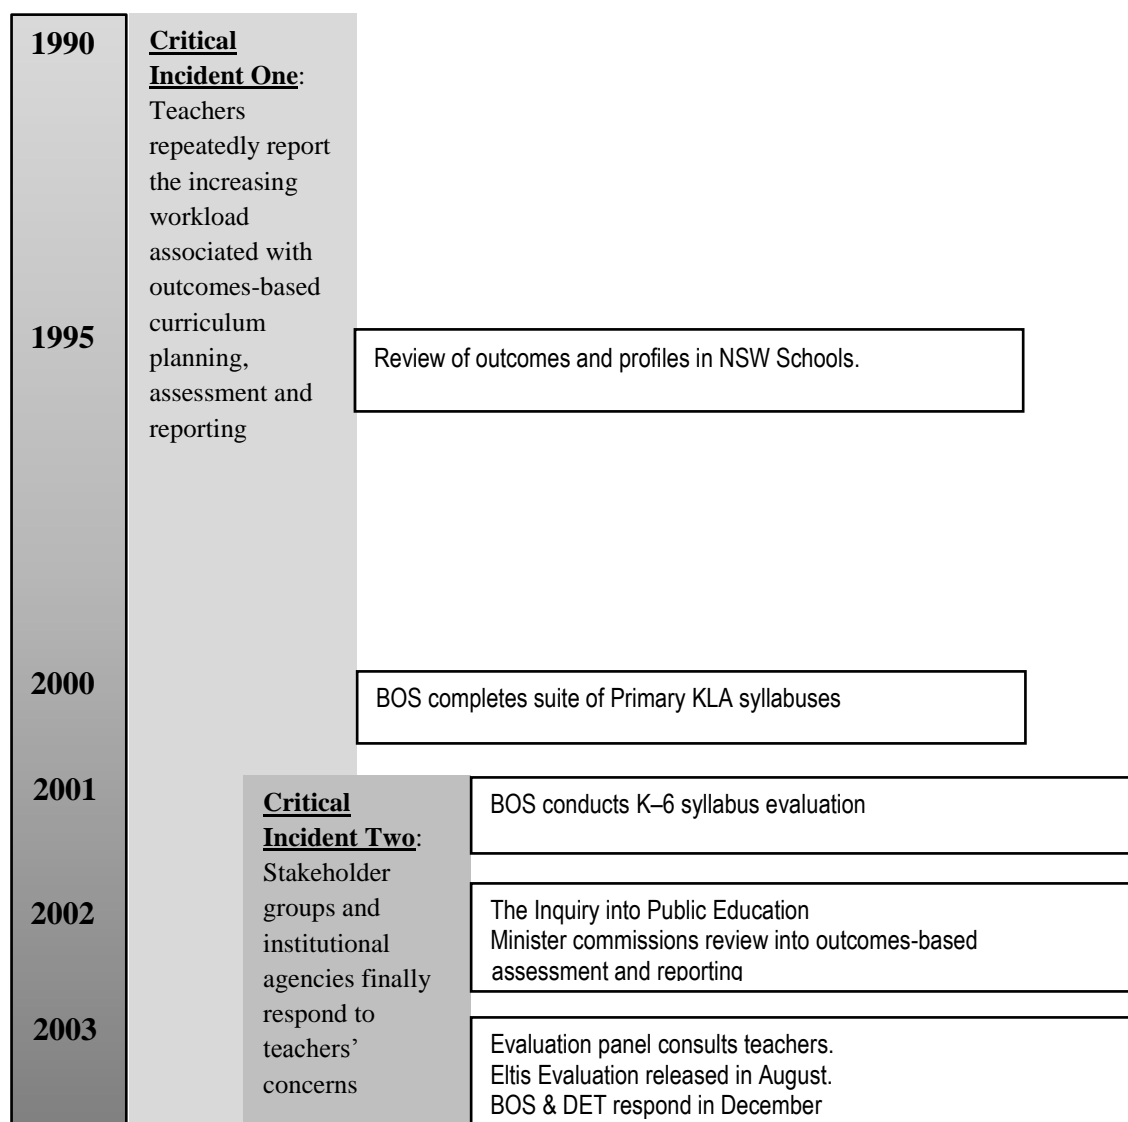 1990
Critical
Incident One:
Teachers
repeatedly report
the increasing
workload
associated with
outcomes-based
curriculum
planning,
assessment and
reporting
1995
Review of outcomes and profiles in NSW Schools.
2000
BOS completes suite of Primary KLA syllabuses
2001
Critical
Incident Two:
Stakeholder
groups and
institutional
agencies finally
respond to
teachers’
concerns
BOS conducts K–6 syllabus evaluation
2002
The Inquiry into Public Education
Minister commissions review into outcomes-based
assessment and reporting
2003
Evaluation panel consults teachers.
Eltis Evaluation released in August.
BOS & DET respond in December